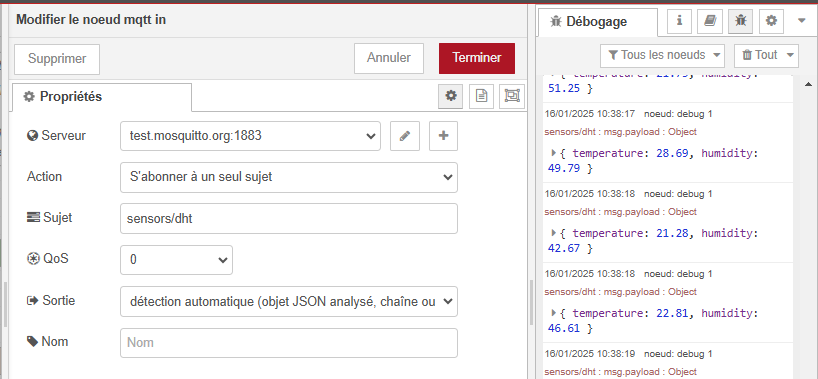 Modifier le noeud mqtt in
Supprimer
Annuler
Terminer
Propriétés
Serveur
test.mosquitto.org:1883
Action
S'abonner à un seul sujet
Sujet
sensors/dht
QoS
0
Sortie
détection automatique (objet JSON analysé, chaîne ou
Nom
Nom
Débogage
i
Tous les noeuds
Tout
{ temperature: 21.75, humidity:
51.25 }
16/01/2025 10:38:17 noeud: debug 1
sensors/dht : msg.payload : Object
{ temperature: 28.69, humidity:
49.79 }
16/01/2025 10:38:18 noeud: debug 1
sensors/dht : msg.payload : Object
{ temperature: 21.28, humidity:
42.67 }
16/01/2025 10:38:18 noeud: debug 1
sensors/dht : msg.payload : Object
{ temperature: 22.81, humidity:
46.61 }
16/01/2025 10:38:19 noeud: debug 1
sensors/dht : msg.payload : Object